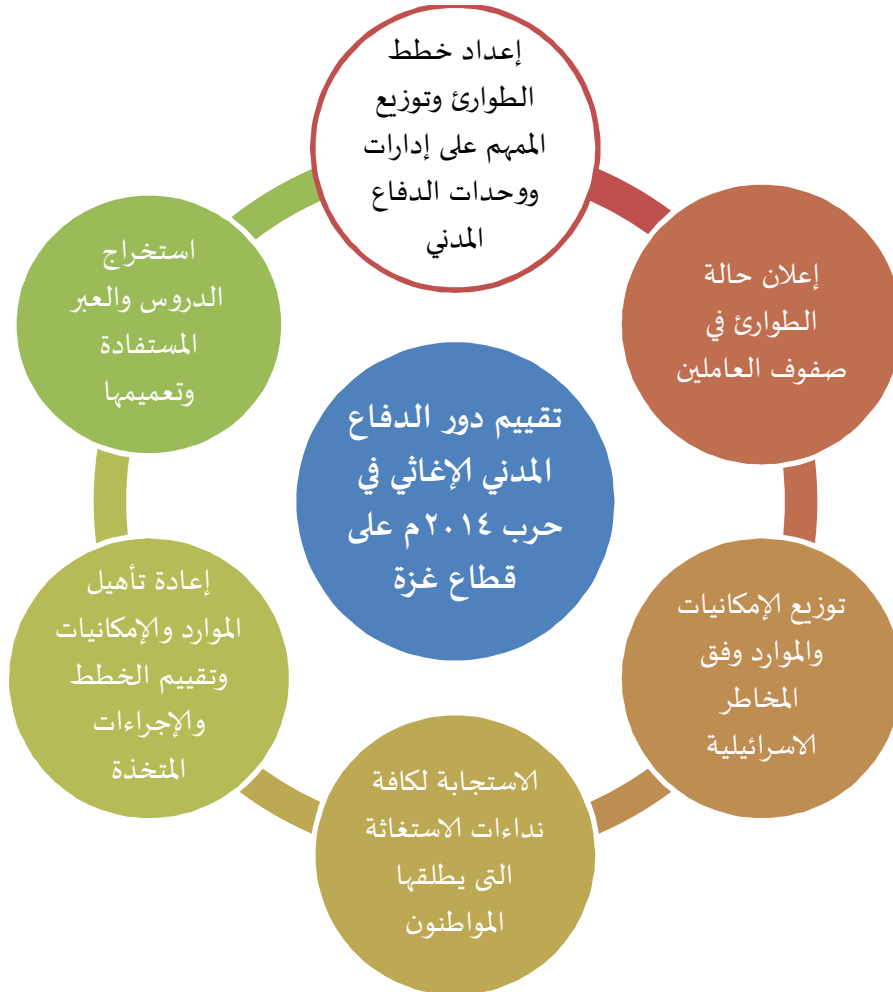 إعداد خطط
الطوارئ وتوزيع
الممهم على إدارات
ووحدات الدفاع
المدني
إعلان حالة
الطوارئ في
صفوف العاملين
توزيع الإمكانيات
والموارد وفق
المخاطر
الاسرائيلية
الاستجابة لكافة
نداءات الاستغاثة
التى يطلقها
المواطنون
إعادة تأهيل
الموارد والإمكانيات
وتقييم الخطط
والإجراءات
المتخذة
استخراج
الدروس والعبر
المستفادة
وتعميمها
تقييم دور الدفاع
المدني الإغاثي في
حرب ٢٠١٤م على
قطاع غزة